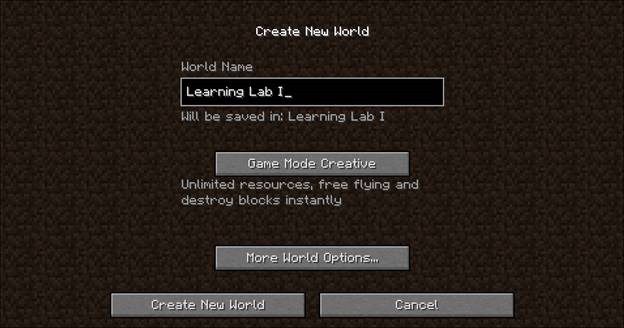 Create New World
World Name
Learning Lab I_
Will be saved in: Learning Lab I
Game Mode Creative
Unlimited resources, free flying and
destroy blocks instantly
More World Options...
Create New World
Cancel